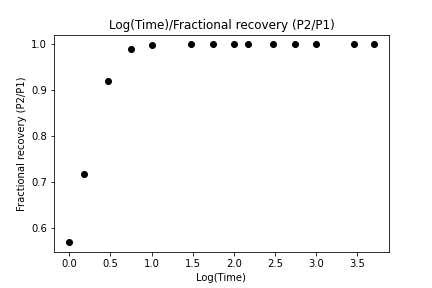 Log(Time)/Fractional recovery (P2/P1)
1.0
0.9
0.8
0.7
0.6
Fractional recovery (P2/P1)
0.0 0.5 1.0 1.5 2.0 2.5 3.0 3.5
Log(Time)